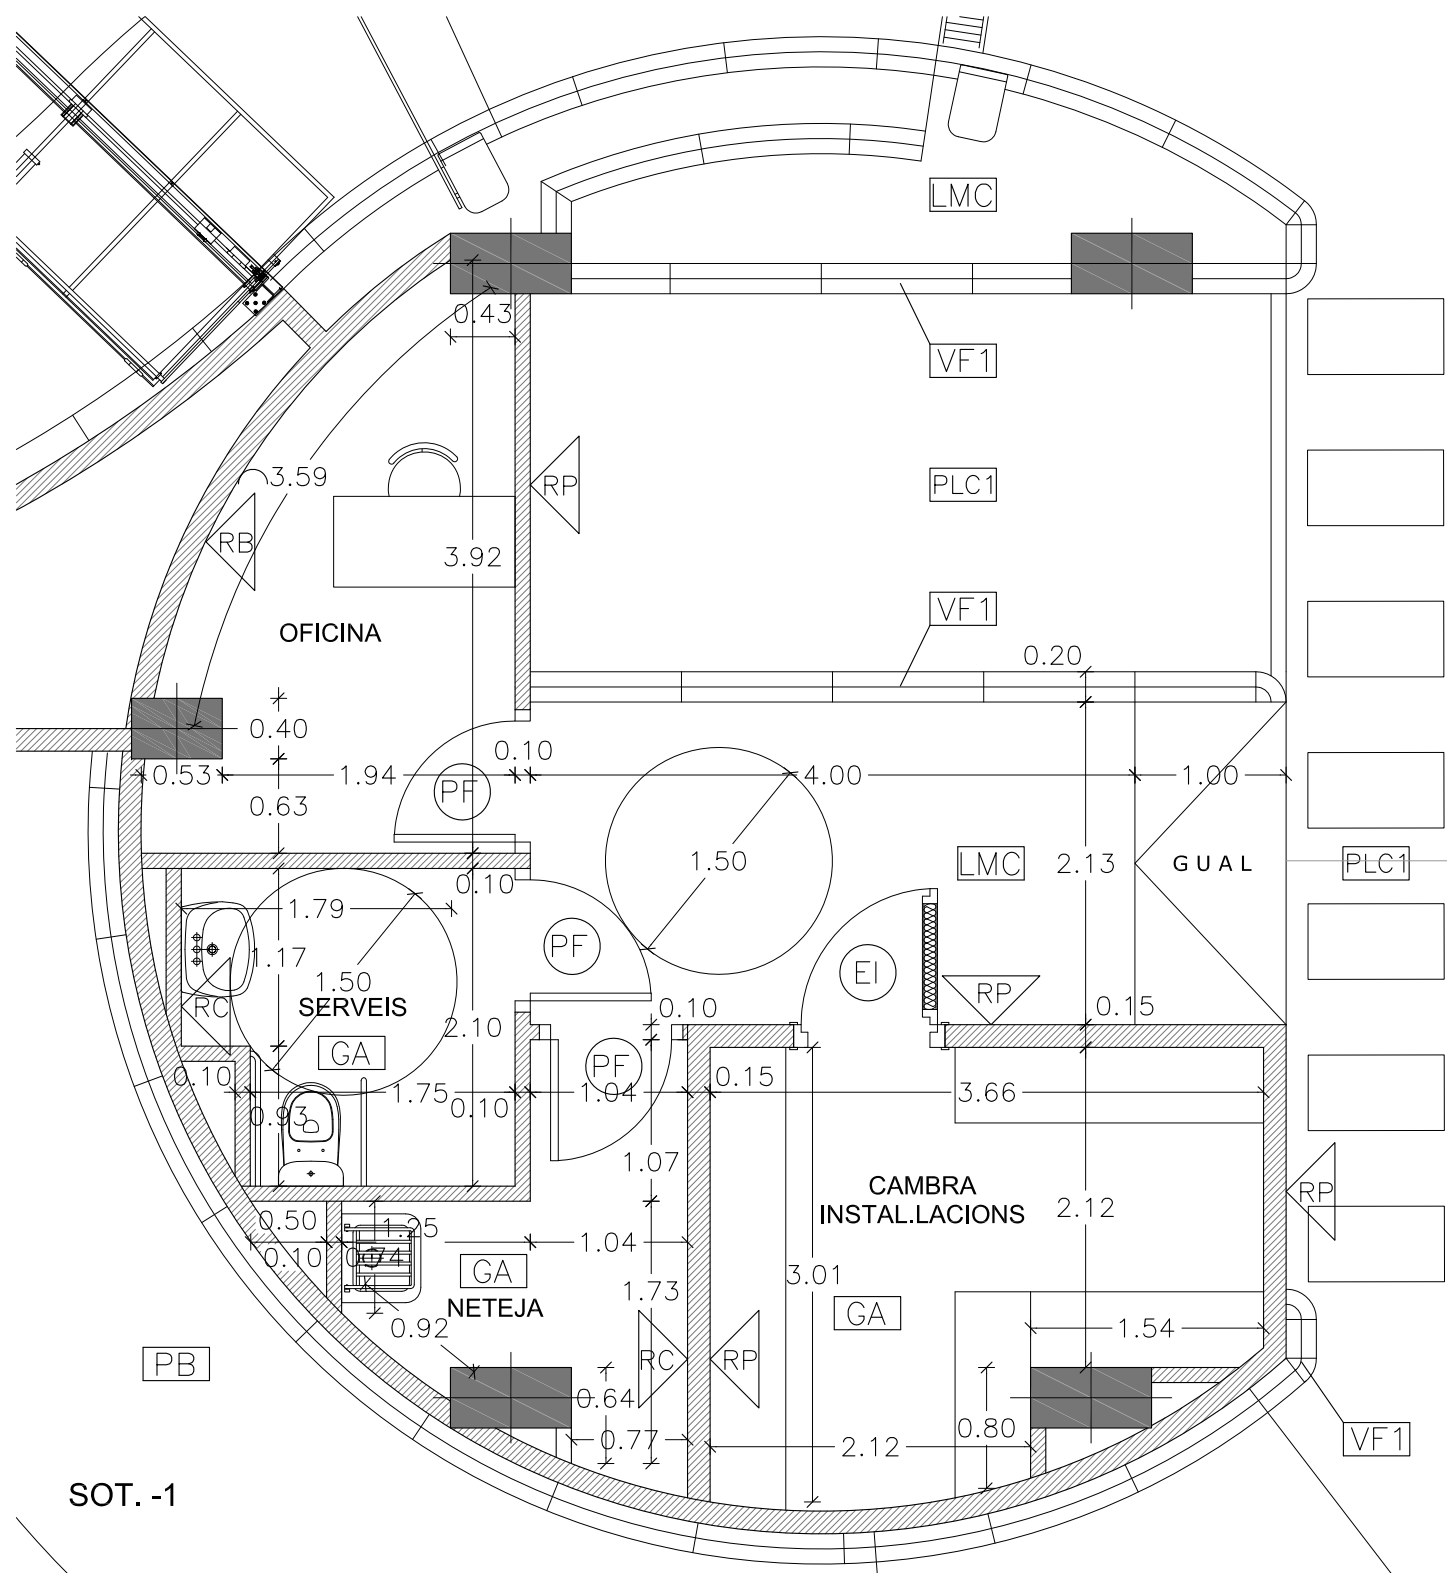 LMC
0.43
VF1
3.59
RP
PLC1
RB
3.92
VF1
OFICINA
0.20
0.40
0.10
0.53
1.94
4.00
1.00
PF
0.63
1.50
LMC
2.13
GUAL
PLC1
0.10
1.79
PF
1.17
EI
1.50
RP
RC
SERVEIS
0.10
0.15
2.10
GA
PF
0.10
1.75
0.10
1.04
0.15
3.66
0.93
1.07
CAMBRA
INSTAL.LACIONS
RP
0.50
1.25
2.12
0.10
0.74
1.04
GA
3.01
1.73
NETEJA
GA
0.92
1.54
PB
RC
RP
0.64
0.80
0.77
2.12
VF1
SOT. -1